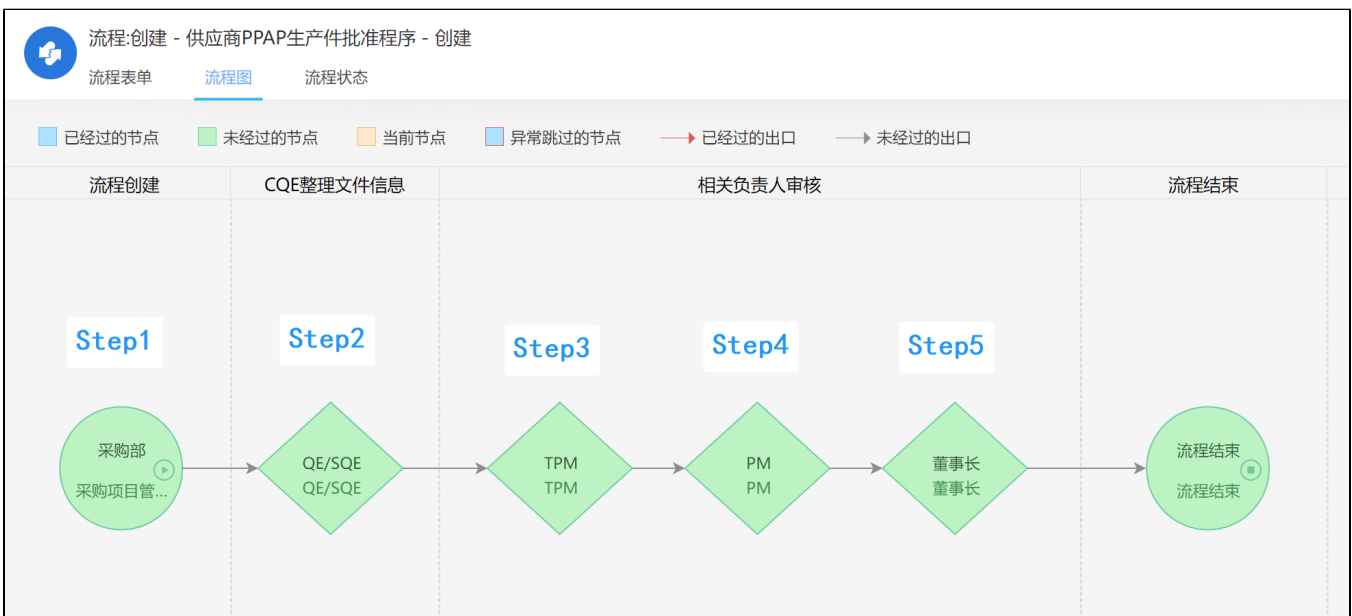 流程:创建 - 供应商PPAP生产件批准程序 - 创建
流程表单 流程图 流程状态
已经过的节点 未经过的节点 当前节点 异常跳过的节点 已经过的出口 未经过的出口
流程创建 CQE整理文件信息 相关负责人审核 流程结束
Step1 Step2 Step3 Step4 Step5
采购部 QE/SQE TPM PM 董事长 流程结束
采购项目管... QE/SQE TPM PM 董事长 流程结束